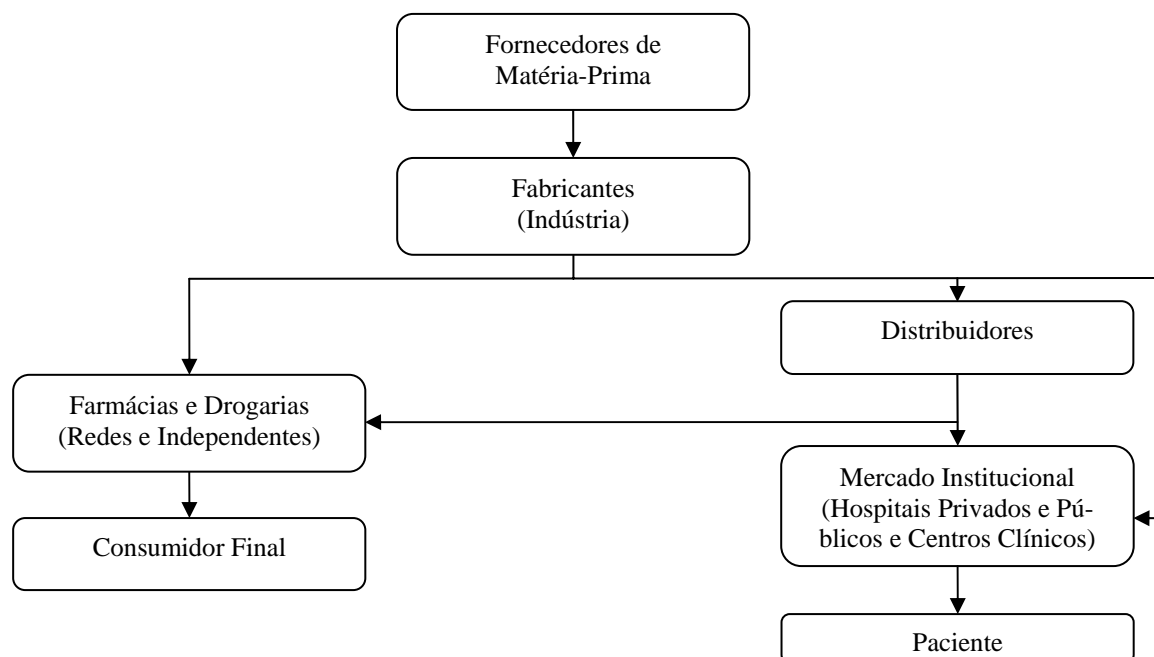 Fornecedores de
Matéria-Prima
Fabricantes
(Indústria)
Distribuidores
Farmácias e Drogarias
(Redes e Independentes)
Mercado Institucional
(Hospitais Privados e Pú-
blicos e Centros Clínicos)
Consumidor Final
Paciente